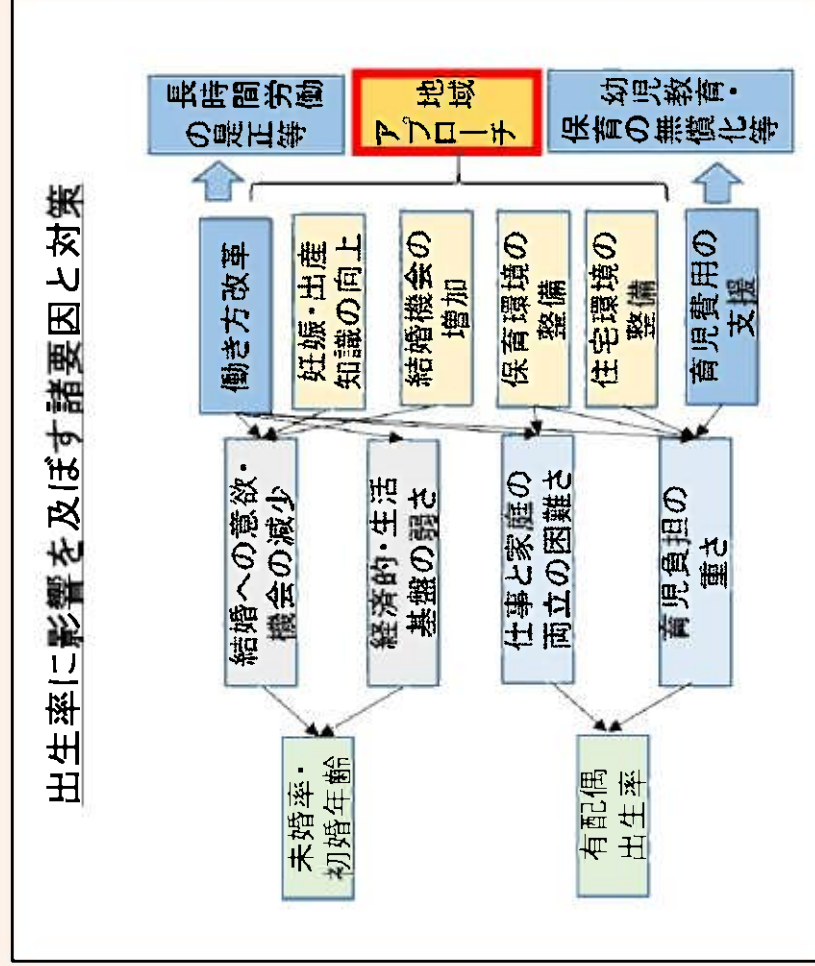 出生率に影響を及ぼす諸要因と対策
未婚率・
初婚年齢
有配偶
出生率
結婚への意欲・
機会の減少
経済的・生活
基盤の弱さ
仕事と家庭の
両立の困難さ
育児負担の
重さ
働き方改革
妊娠・出産
知識の向上
結婚機会の
増加
保育環境の
整備
住宅環境の
整備
育児費用の
支援
長時間労働
の是正等
地域
アプローチ
幼児教育・
保育の無償化等